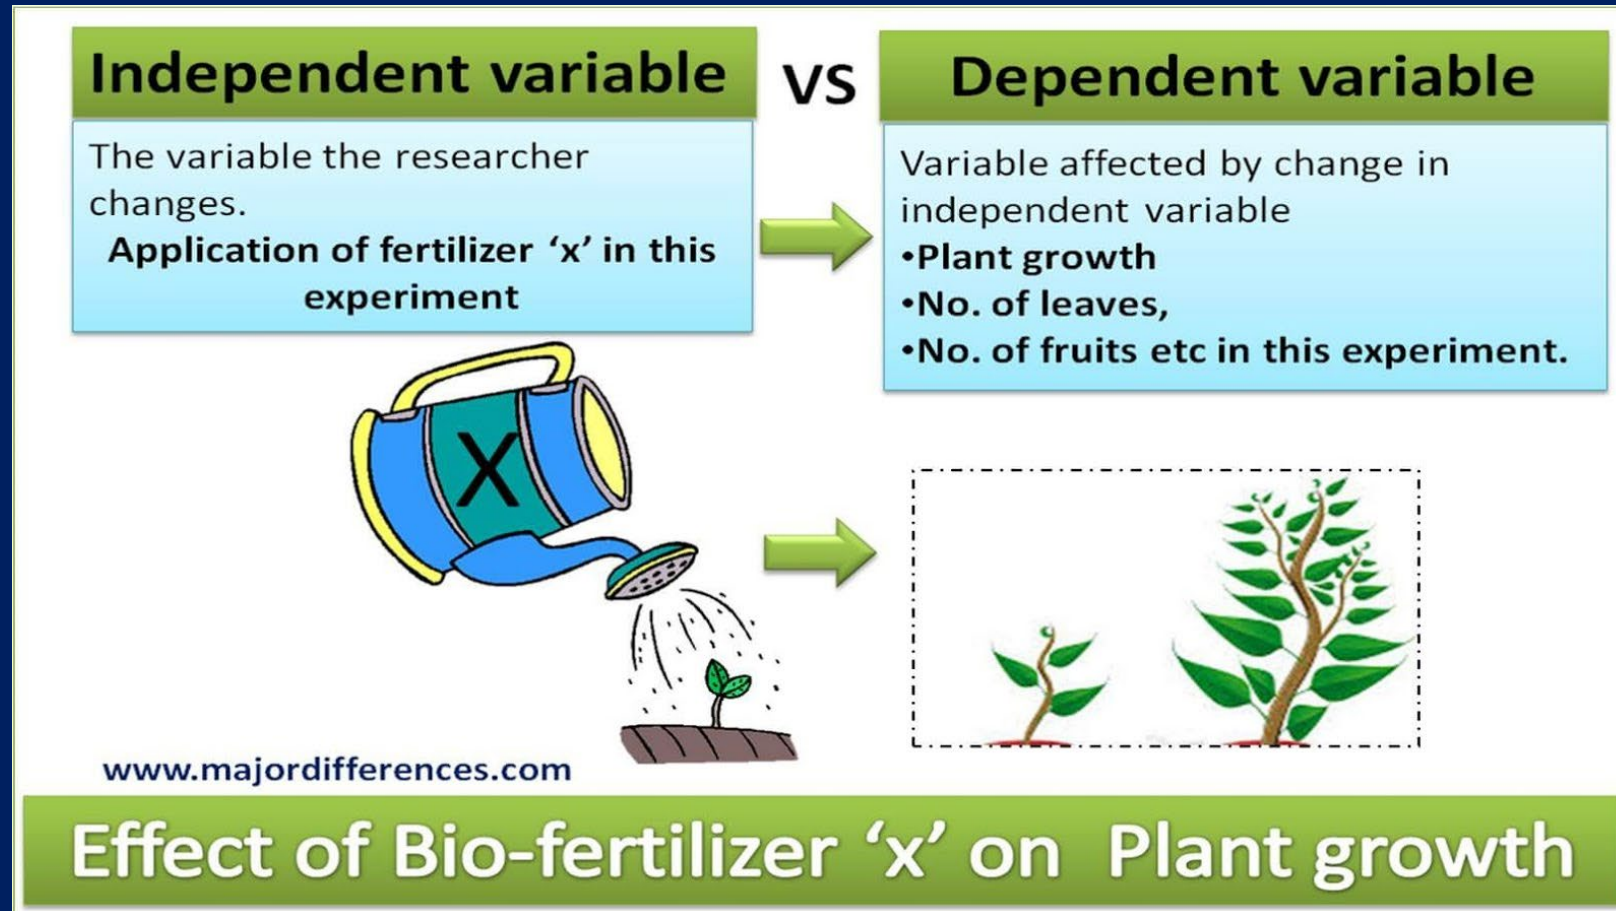 Independent variable
VS
Dependent variable
The variable the researcher
changes.
Application of fertilizer ‘x’ in this
experiment
Variable affected by change in
independent variable
•Plant growth
•No. of leaves,
•No. of fruits etc in this experiment.
X
www.majordifferences.com
Effect of Bio-fertilizer ‘x’ on Plant growth